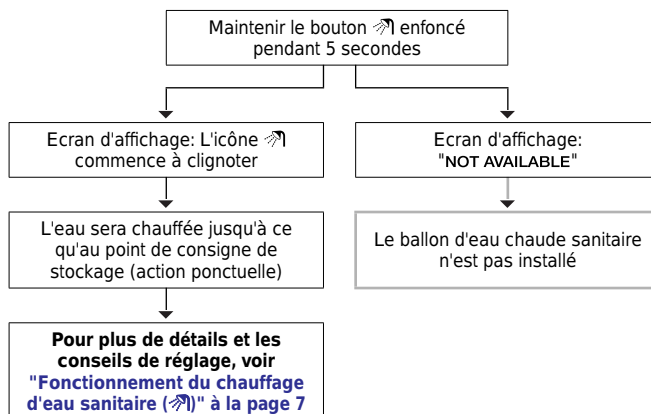 Maintenir le bouton enfoncé
pendant 5 secondes
Ecran d'affichage: L'icône
commence à clignoter
Ecran d'affichage:
"NOT AVAILABLE"
L'eau sera chauffée jusqu'à ce
qu'au point de consigne de
stockage (action ponctuelle)
Le ballon d'eau chaude sanitaire
n'est pas installé
Pour plus de détails et les
conseils de réglage, voir
"Fonctionnement du chauffage
d'eau sanitaire ( )" à la page 7